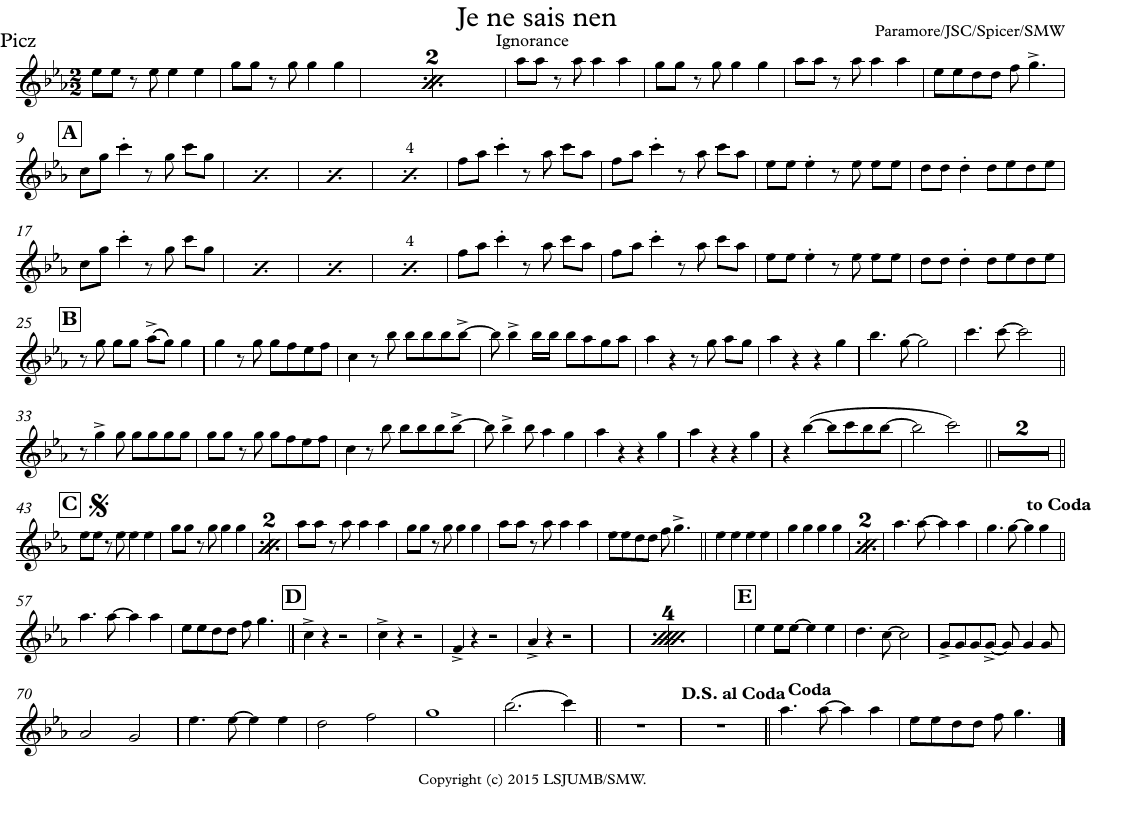 Je ne sais nen
Picz
Ignorance
Paramore/JSC/Spicer/SMW
2
2
2
9
A
4
17
4
25
B
33
2
43
C
2
2
to Coda
57
D
4
E
70
D.S. al Coda
Coda
Copyright (c) 2015 LSJUMB/SMW.